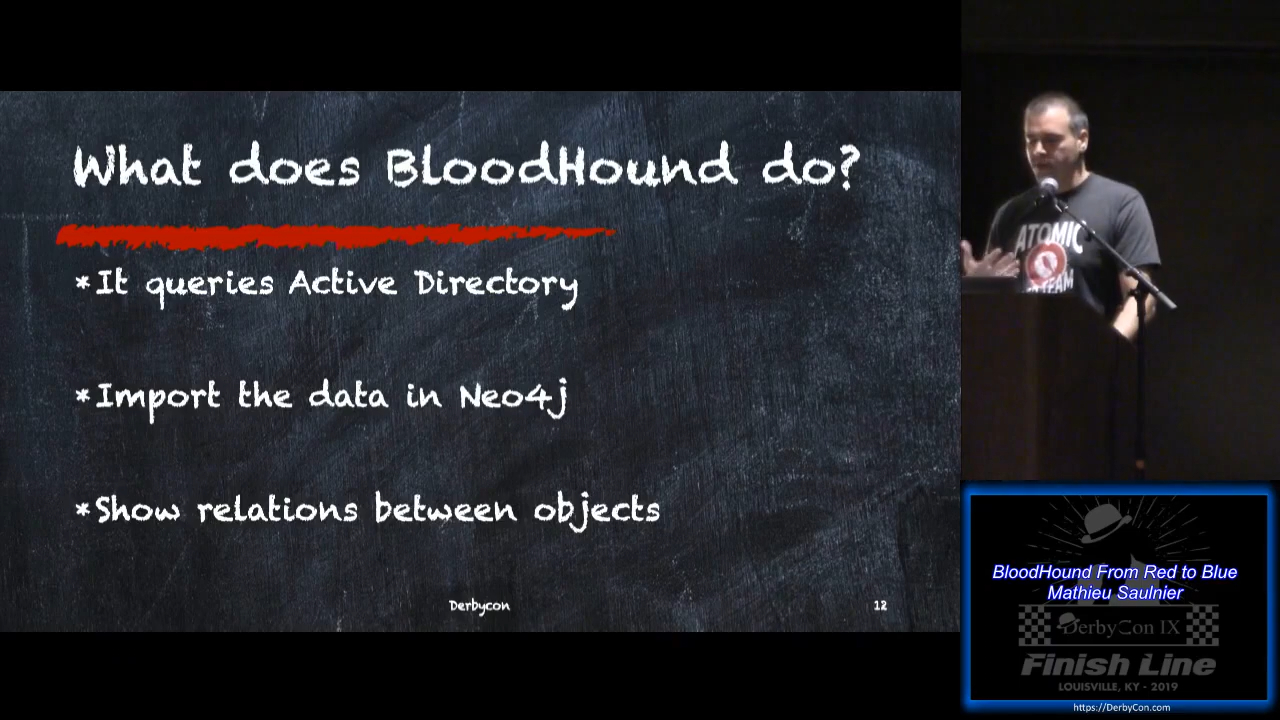 What does BloodHound do?
*It queries Active Directory
*Import the data in Neo4j
*Show relations between objects
Derbycon
12
ATOMIC
TEAM
BloodHound From Red to Blue
Mathieu Saulnier
DerbyCon IX
Finish Line
LOUISVILLE, KY - 2019
https://DerbyCon.com